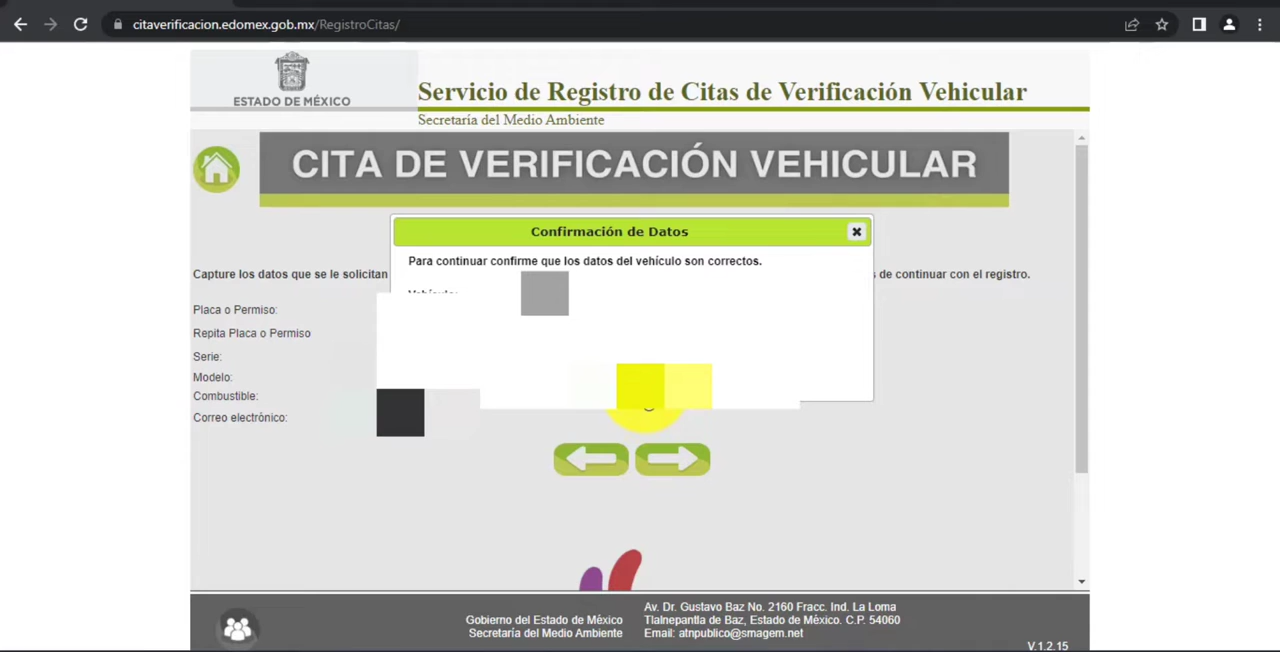 citaverificacion.edomex.gob.mx/RegistroCitas/
ESTADO DE MÉXICO
Servicio de Registro de Citas de Verificación Vehicular
Secretaría del Medio Ambiente
CITA DE VERIFICACIÓN VEHICULAR
Confirmación de Datos
Para continuar confirme que los datos del vehículo son correctos.
Capture los datos que se le solicitan
de continuar con el registro.
Placa o Permiso:
Repita Placa o Permiso
Serie:
Modelo:
Combustible:
Correo electrónico:
Gobierno del Estado de México
Secretaría del Medio Ambiente
Av. Dr. Gustavo Baz No. 2160 Fracc. Ind. La Loma
Tlalnepantla de Baz, Estado de México. C.P. 54060
Email: atnpublico@smagem.net
V.1.2.15